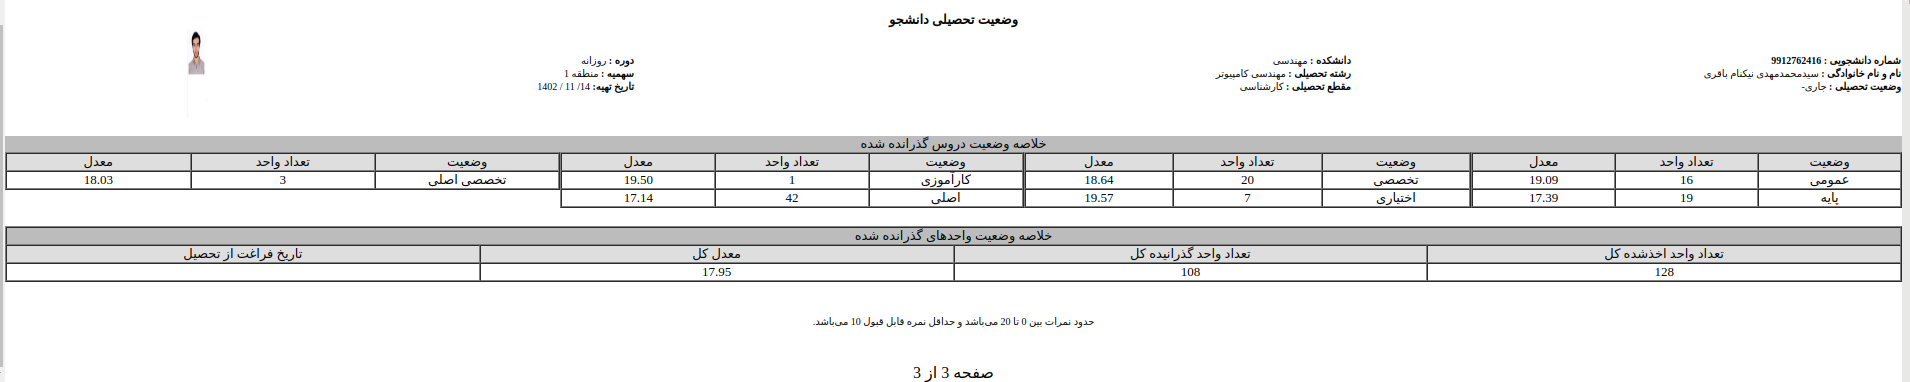 وضعیت تحصیلی دانشجو
شماره دانشجویی : 9912762416 دانشکده : مهندسی دوره : روزانه
نام و نام خانوادگی : سیدمحمدمهدی نیکنام باقری رشته تحصیلی : مهندسی کامپیوتر سهمیه : منطقه 1
وضعیت تحصیلی : جاری- مقطع تحصیلی : کارشناسی تاریخ تهیه: 14/ 11 / 1402
خلاصه وضعیت دروس گذرانده شده
وضعیت تعداد واحد معدل وضعیت تعداد واحد معدل وضعیت تعداد واحد معدل وضعیت تعداد واحد معدل
عمومی 16 19.09 تخصصی 20 18.64 کارآموزی 1 19.50 تخصصی اصلی 3 18.03
پایه 19 17.39 اختیاری 7 19.57 اصلی 42 17.14
خلاصه وضعیت واحدهای گذرانده شده
تعداد واحد اخذشده کل تعداد واحد گذرانیده کل معدل کل تاریخ فراغت از تحصیل
128 108 17.95
حدود نمرات بین 0 تا 20 می‌باشد و حداقل نمره قابل قبول 10 می‌باشد.
صفحه 3 از 3